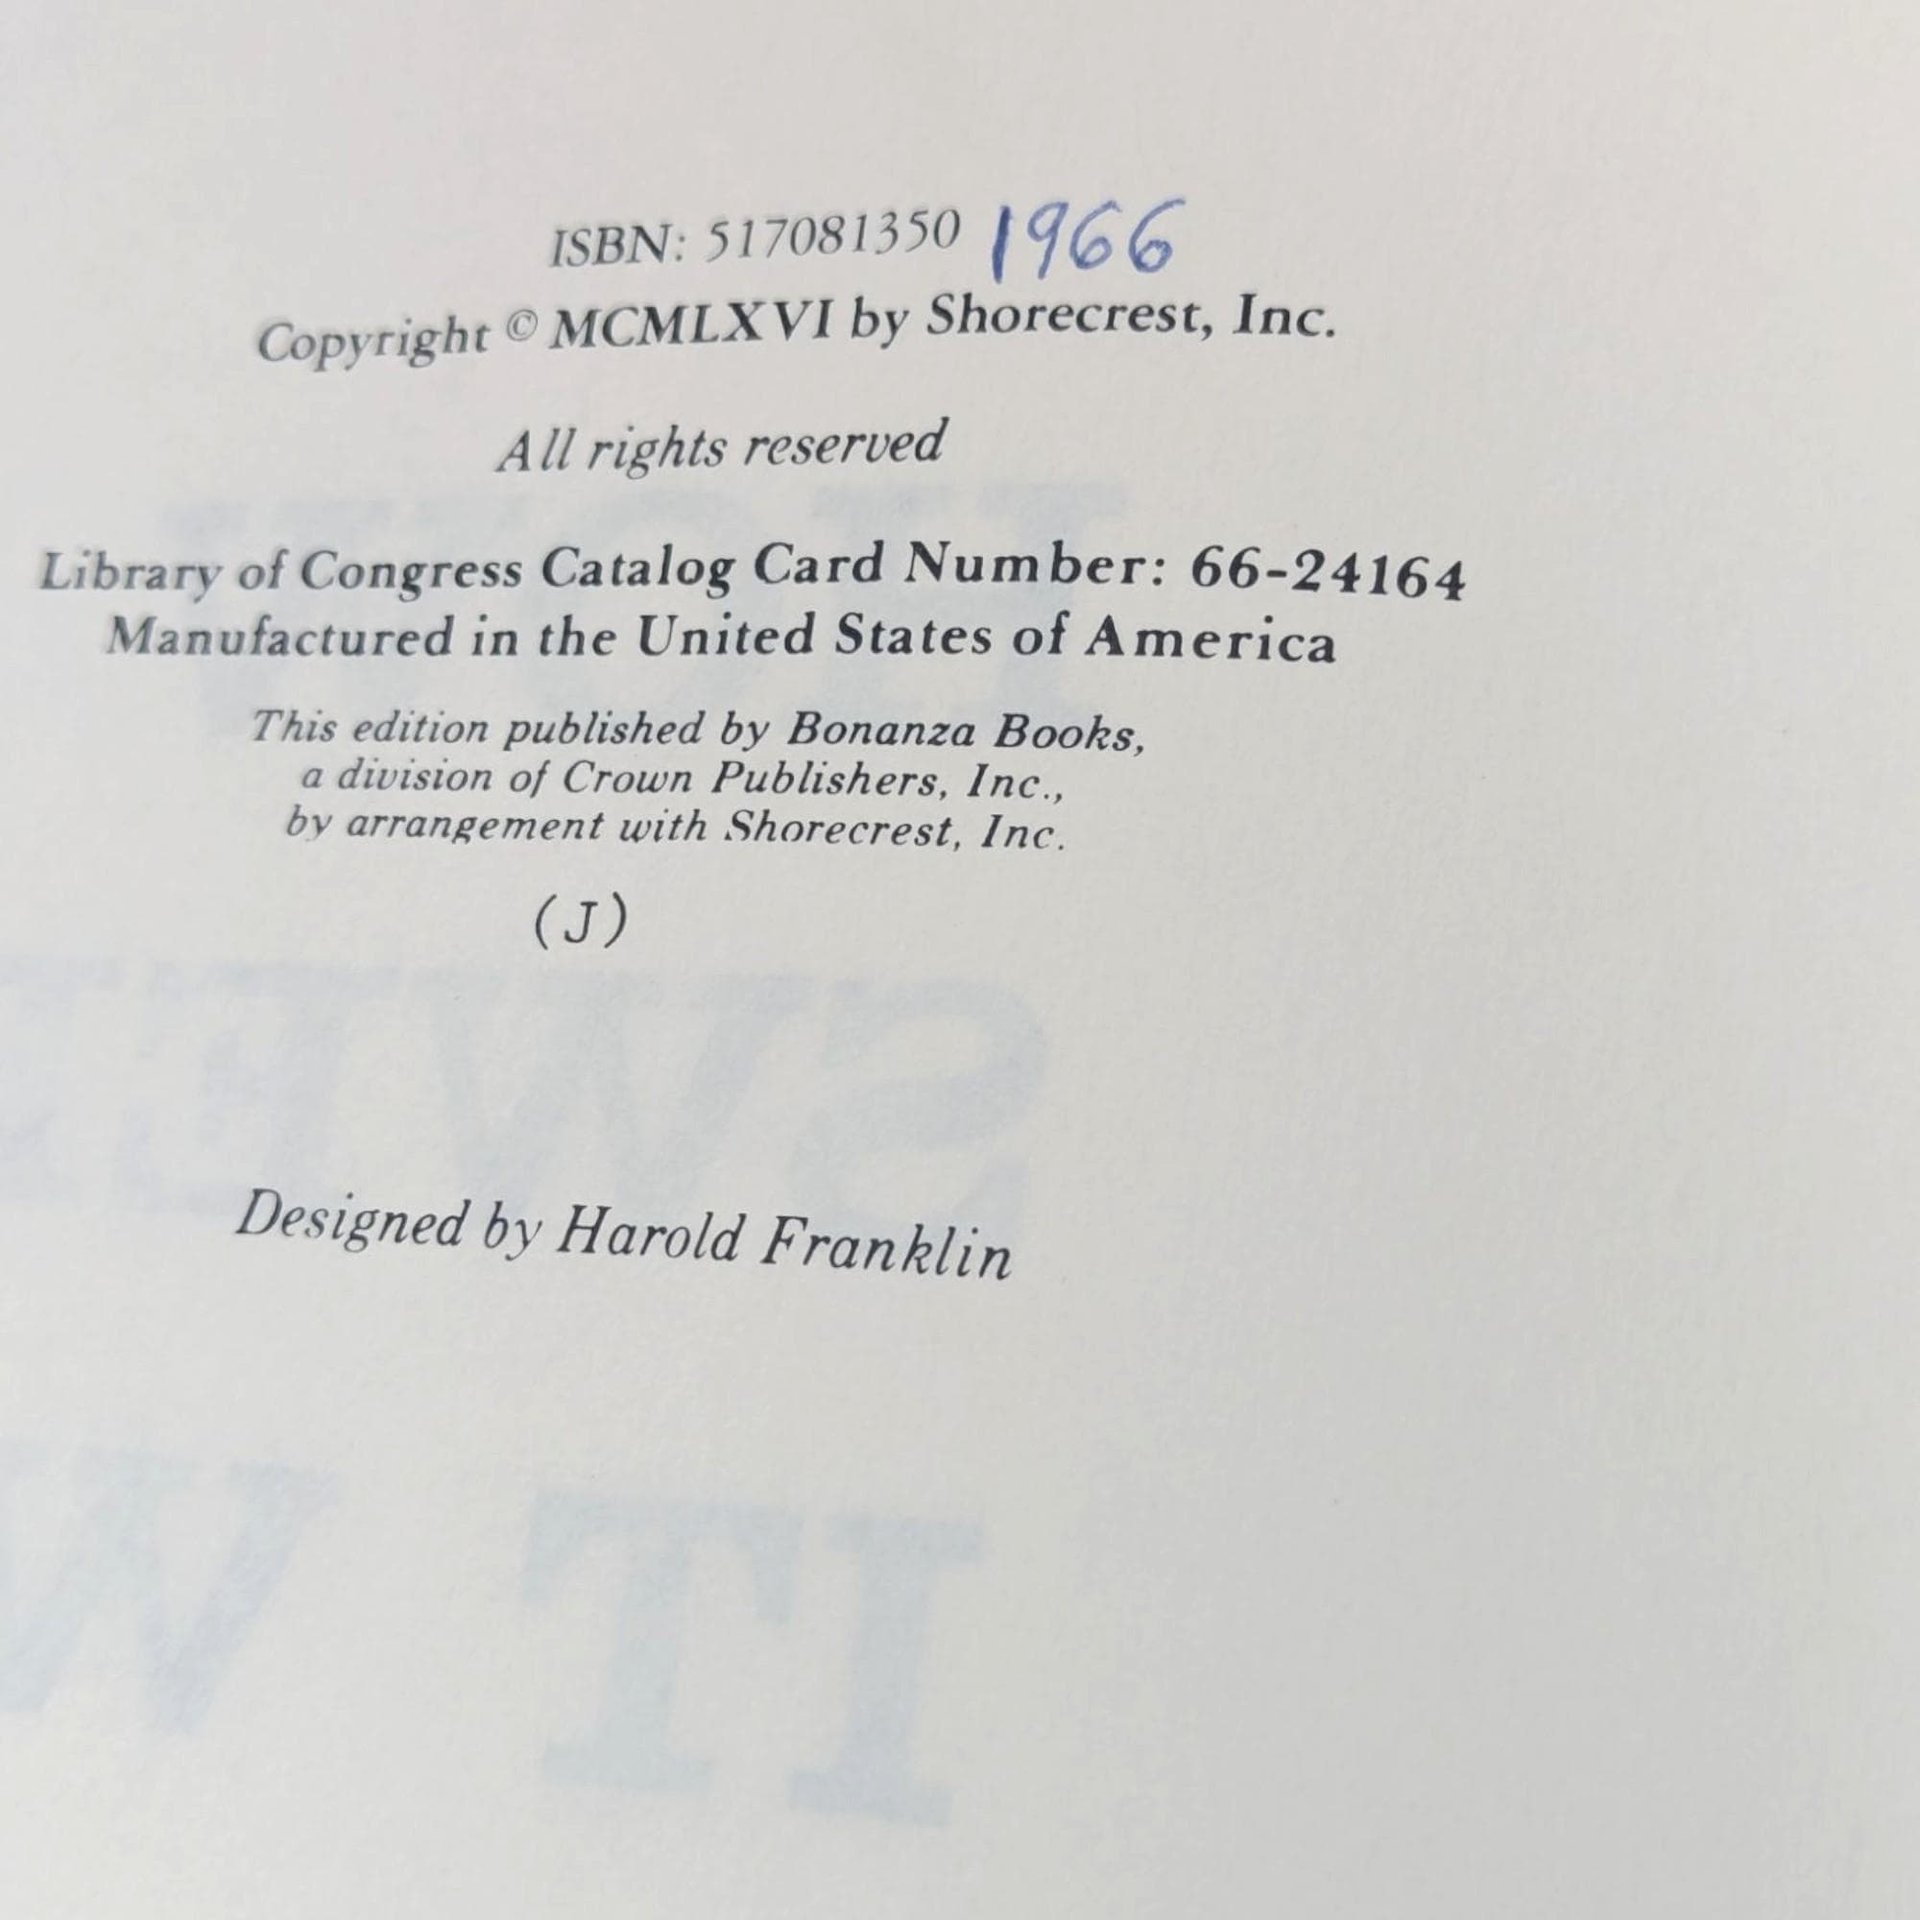 ISBN: 517081350 1966
Copyright © MCMLXVI by Shorecrest, Inc.
All rights reserved
Library of Congress Catalog Card Number: 66-24164
Manufactured in the United States of America
This edition published by Bonanza Books,
a division of Crown Publishers, Inc.,
by arrangement with Shorecrest, Inc.
(J)
Designed by Harold Franklin